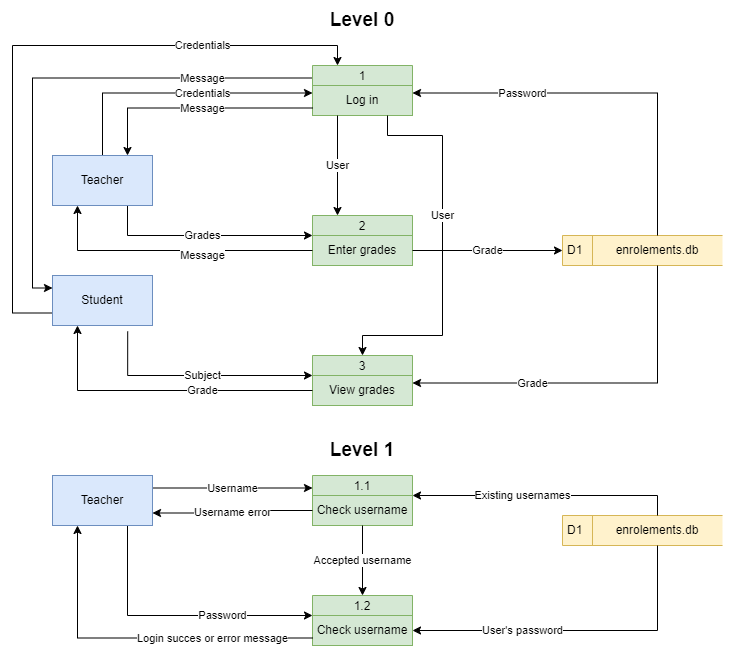 Level 0
Credentials
Message
1
Credentials
Password
Log in
Message
Teacher
User
User
2
Grades
Enter grades
Grade
D1
enrolements.db
Message
Student
3
Subject
Grade
Grade
View grades
Level 1
1.1
Username
Existing usernames
Teacher
Check username
Username error
D1
enrolements.db
Accepted username
1.2
Password
Check username
User's password
Login succes or error message